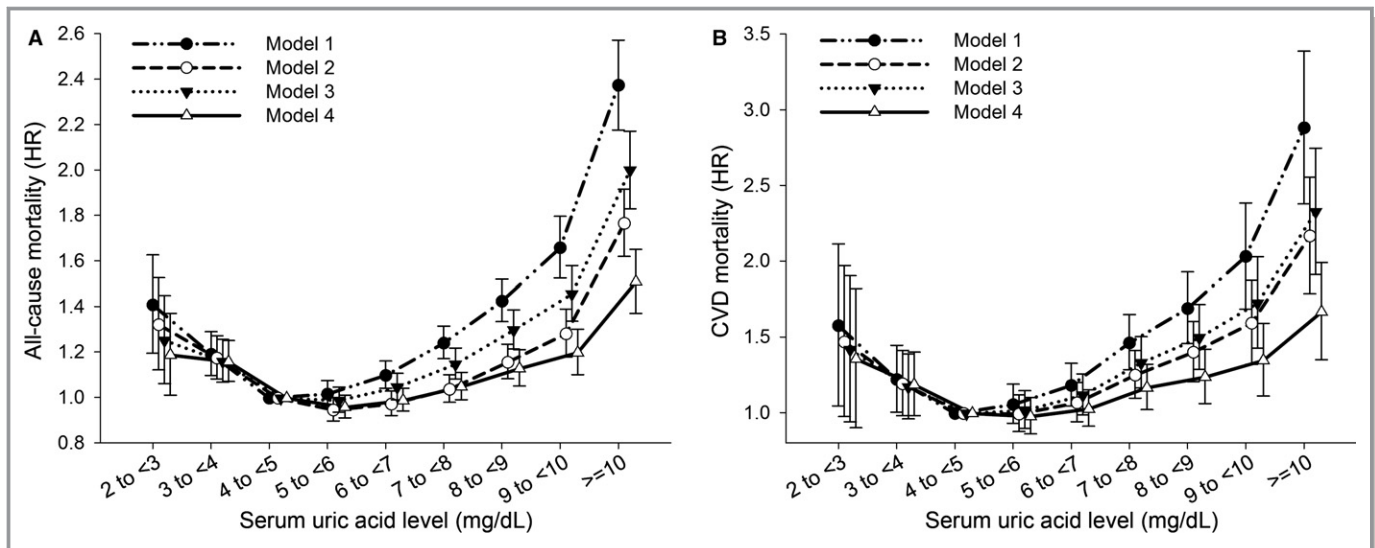 A
Model 1
Model 2
Model 3
Model 4
All-cause mortality (HR)
2.6
2.4
2.2
2.0
1.8
1.6
1.4
1.2
1.0
0.8
2 to <3
3 to <4
4 to <5
5 to <6
6 to <7
7 to <8
8 to <9
9 to <10
>=10
Serum uric acid level (mg/dL)
B
Model 1
Model 2
Model 3
Model 4
CVD mortality (HR)
3.5
3.0
2.5
2.0
1.5
1.0
2 to <3
3 to <4
4 to <5
5 to <6
6 to <7
7 to <8
8 to <9
9 to <10
>=10
Serum uric acid level (mg/dL)